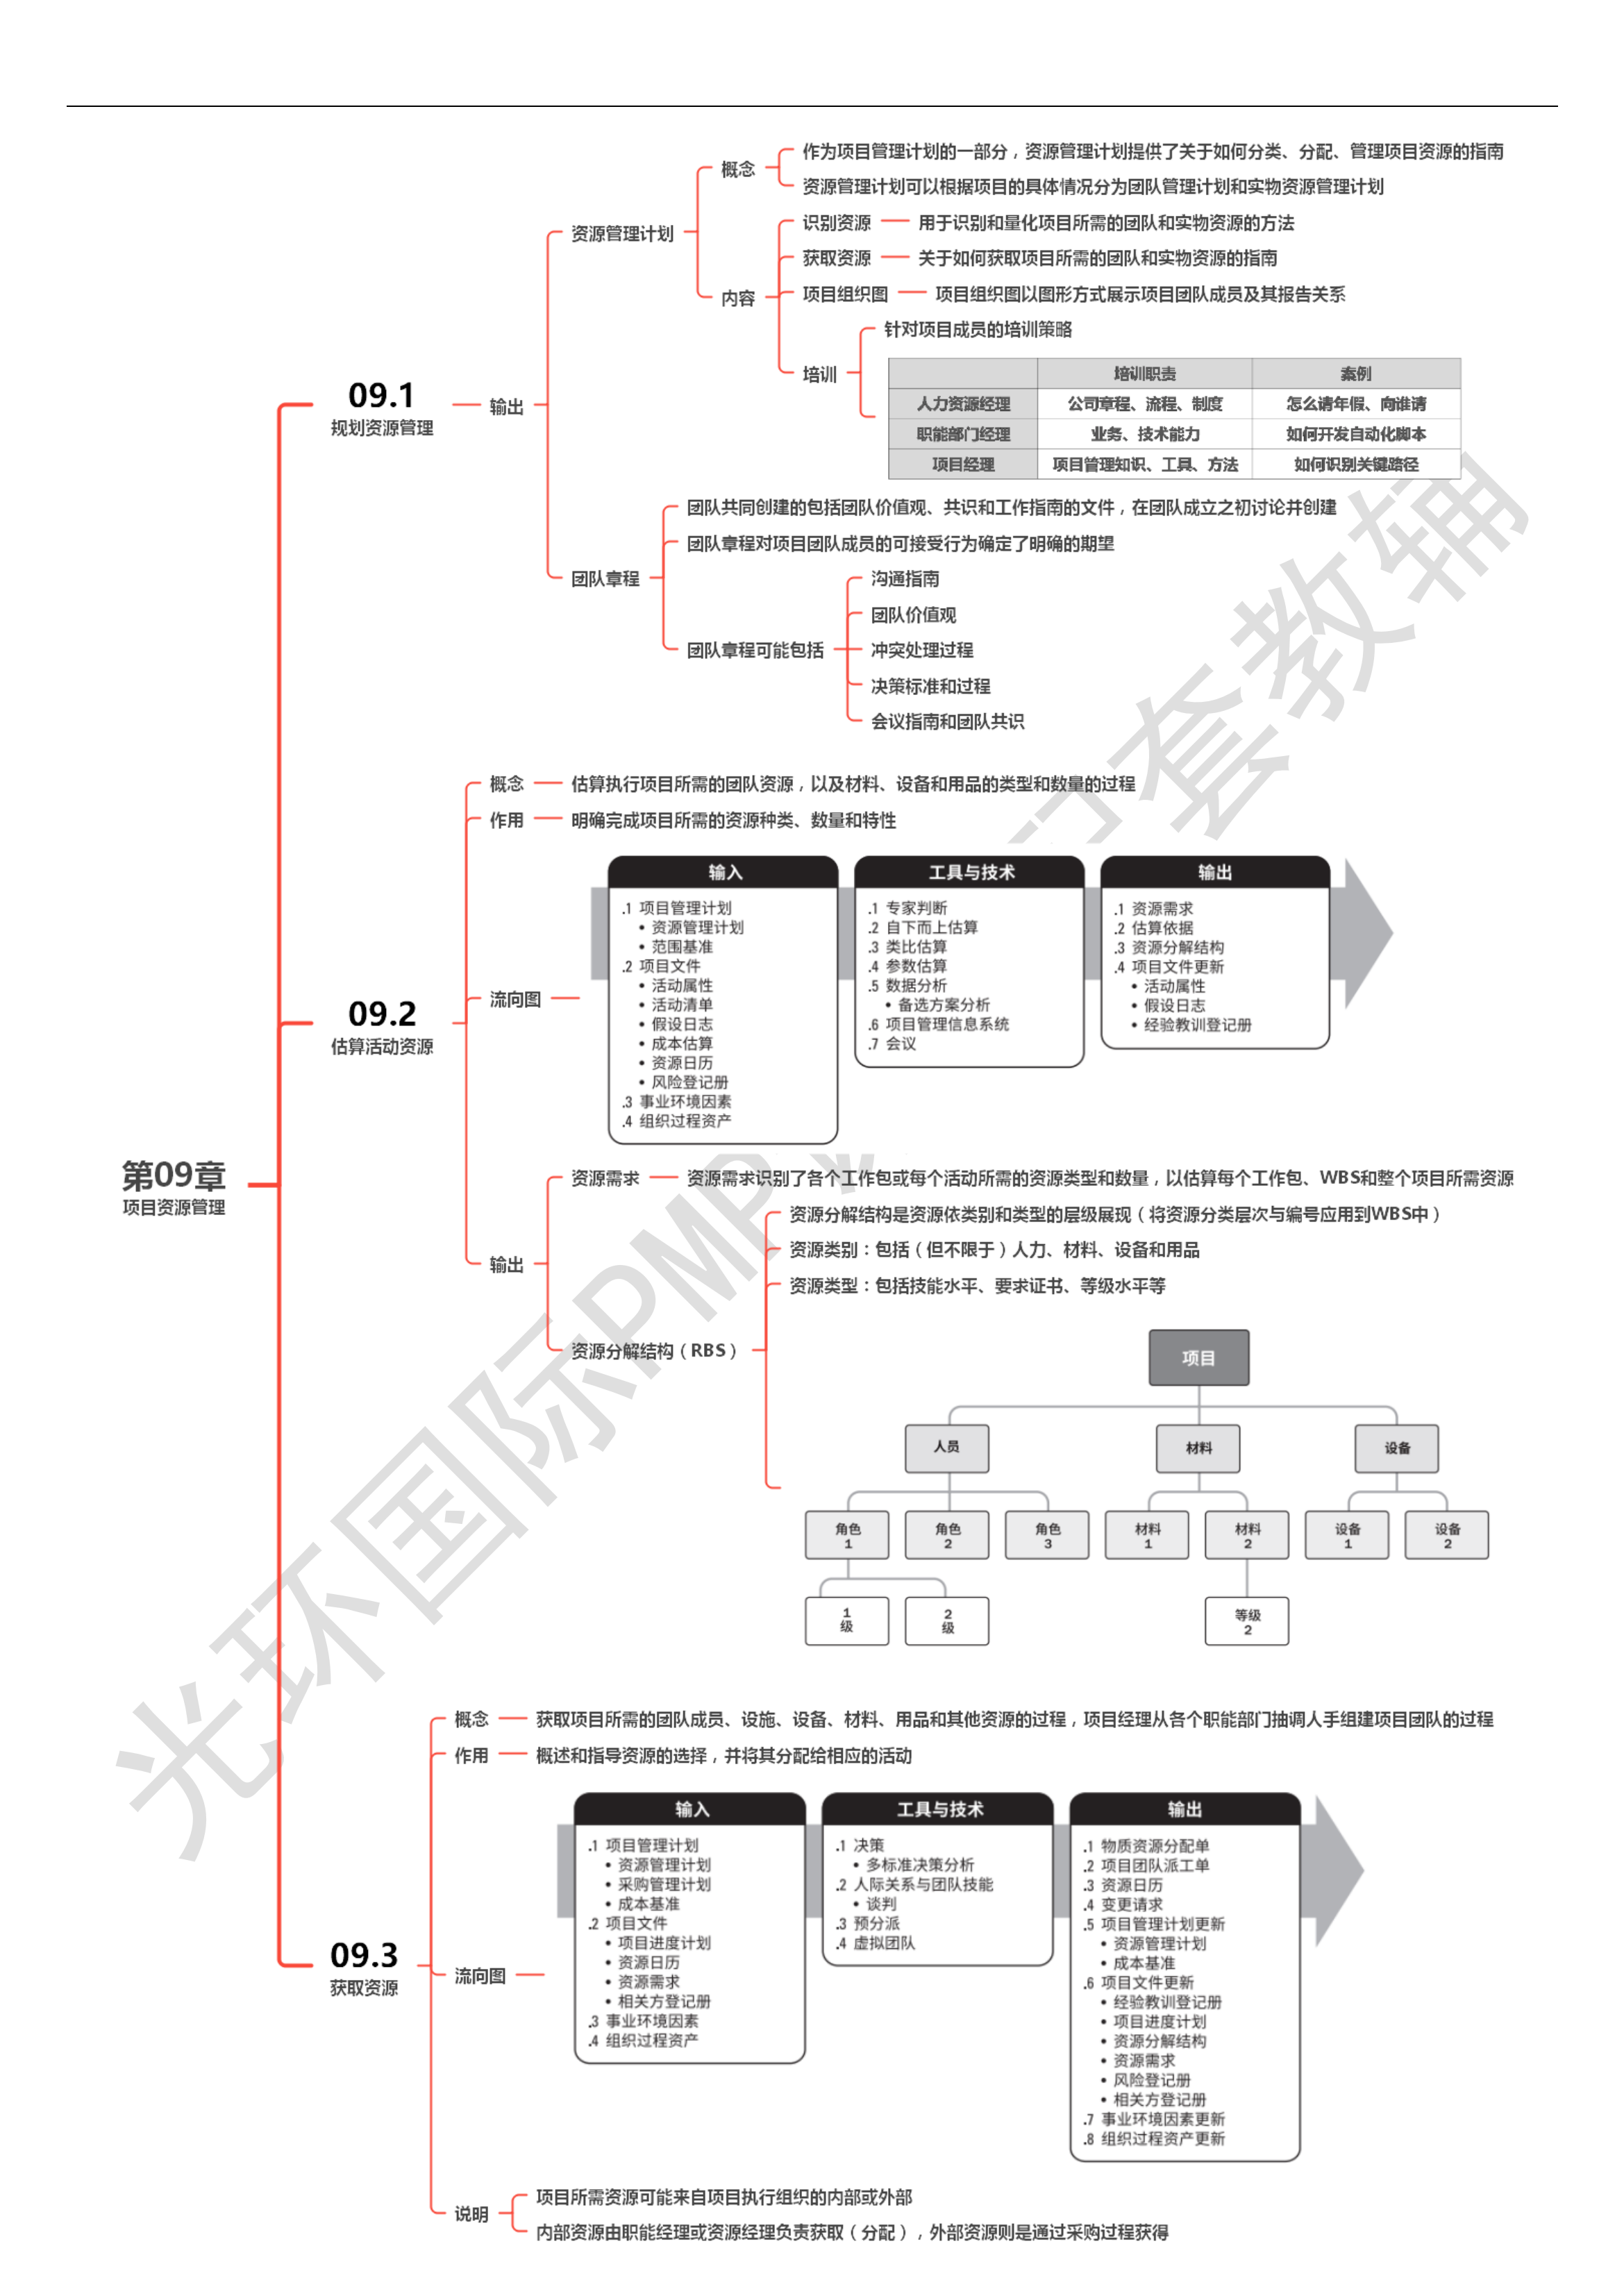 第09章
项目资源管理
09.1
规划资源管理
输出
资源管理计划
概念
作为项目管理计划的一部分，资源管理计划提供了关于如何分类、分配、管理项目资源的指南
资源管理计划可以根据项目的具体情况分为团队管理计划和实物资源管理计划
内容
识别资源
用于识别和量化项目所需的团队和实物资源的方法
获取资源
关于如何获取项目所需的团队和实物资源的指南
项目组织图
项目组织图以图形方式展示项目团队成员及其报告关系
培训
针对项目成员的培训策略
培训职责 案例
人力资源经理 公司章程、流程、制度 怎么请年假、向谁请
职能部门经理 业务、技术能力 如何开发自动化脚本
项目经理 项目管理知识、工具、方法 如何识别关键路径
团队章程
团队共同创建的包括团队价值观、共识和工作指南的文件，在团队成立之初讨论并创建
团队章程对项目团队成员的可接受行为确定了明确的期望
团队章程可能包括
沟通指南
团队价值观
冲突处理过程
决策标准和过程
会议指南和团队共识
09.2
估算活动资源
概念
估算执行项目所需的团队资源，以及材料、设备和用品的类型和数量的过程
作用
明确完成项目所需的资源种类、数量和特性
流向图
输入
.1 项目管理计划
• 资源管理计划
• 范围基准
.2 项目文件
• 活动属性
• 活动清单
• 假设日志
• 成本估算
• 资源日历
• 风险登记册
.3 事业环境因素
.4 组织过程资产
工具与技术
.1 专家判断
.2 自下而上估算
.3 类比估算
.4 参数估算
.5 数据分析
• 备选方案分析
.6 项目管理信息系统
.7 会议
输出
.1 资源需求
.2 估算依据
.3 资源分解结构
.4 项目文件更新
• 活动属性
• 假设日志
• 经验教训登记册
输出
资源需求
资源需求识别了各个工作包或每个活动所需的资源类型和数量，以估算每个工作包、WBS和整个项目所需资源
资源分解结构（RBS）
资源分解结构是资源依类别和类型的层级展现（将资源分类层次与编号应用到WBS中）
资源类别：包括（但不限于）人力、材料、设备和用品
资源类型：包括技能水平、要求证书、等级水平等
项目
人员
材料
设备
角色
1
角色
2
角色
3
材料
1
材料
2
设备
1
设备
2
1
级
2
级
等级
2
09.3
获取资源
概念
获取项目所需的团队成员、设施、设备、材料、用品和其他资源的过程，项目经理从各个职能部门抽调人手组建项目团队的过程
作用
概述和指导资源的选择，并将其分配给相应的活动
流向图
输入
.1 项目管理计划
• 资源管理计划
• 采购管理计划
• 成本基准
.2 项目文件
• 项目进度计划
• 资源日历
• 资源需求
• 相关方登记册
.3 事业环境因素
.4 组织过程资产
工具与技术
.1 决策
• 多标准决策分析
.2 人际关系与团队技能
• 谈判
.3 预分派
.4 虚拟团队
输出
.1 物质资源分配单
.2 项目团队派工单
.3 资源日历
.4 变更请求
.5 项目管理计划更新
• 资源管理计划
• 成本基准
.6 项目文件更新
• 经验教训登记册
• 项目进度计划
• 资源分解结构
• 资源需求
• 风险登记册
• 相关方登记册
.7 事业环境因素更新
.8 组织过程资产更新
说明
项目所需资源可能来自项目执行组织的内部或外部
内部资源由职能经理或资源经理负责获取（分配），外部资源则是通过采购过程获得
光环国际PMP 套教辅